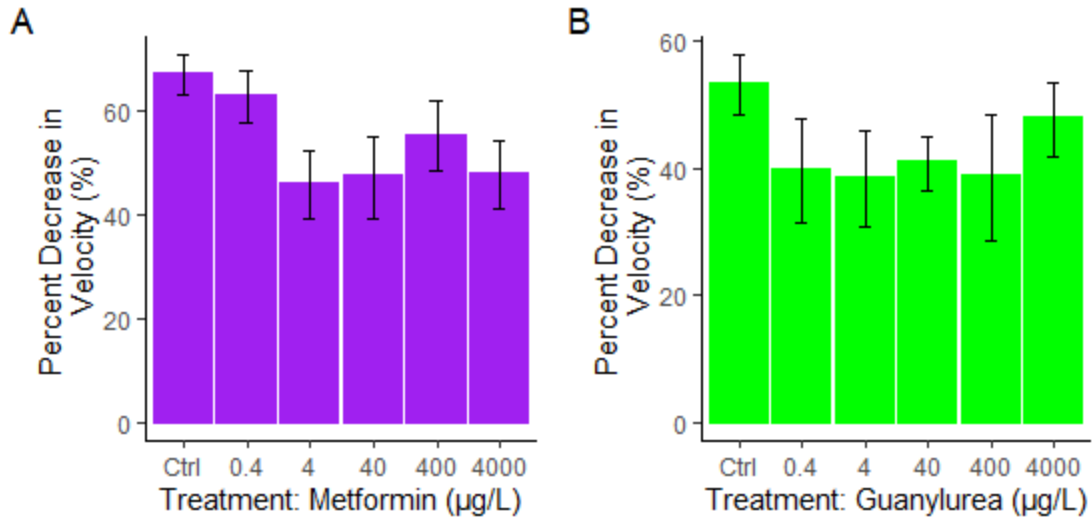 A
Percent Decrease in
Velocity (%)
60
40
20
0
Ctrl 0.4 4 40 400 4000
Treatment: Metformin (µg/L)
B
Percent Decrease in
Velocity (%)
60
40
20
0
Ctrl 0.4 4 40 400 4000
Treatment: Guanylurea (µg/L)